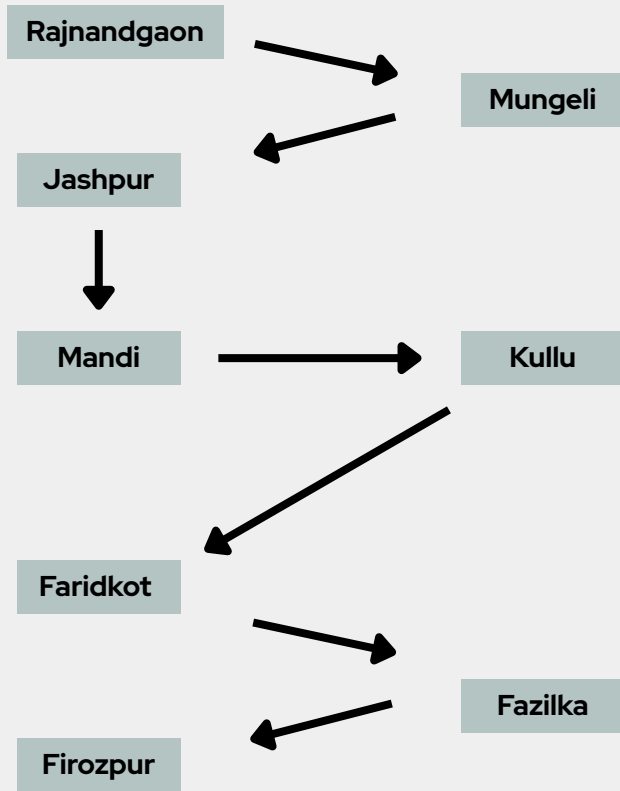 Rajnandgaon
Mungeli
Jashpur
Mandi
Kullu
Faridkot
Fazilka
Firozpur